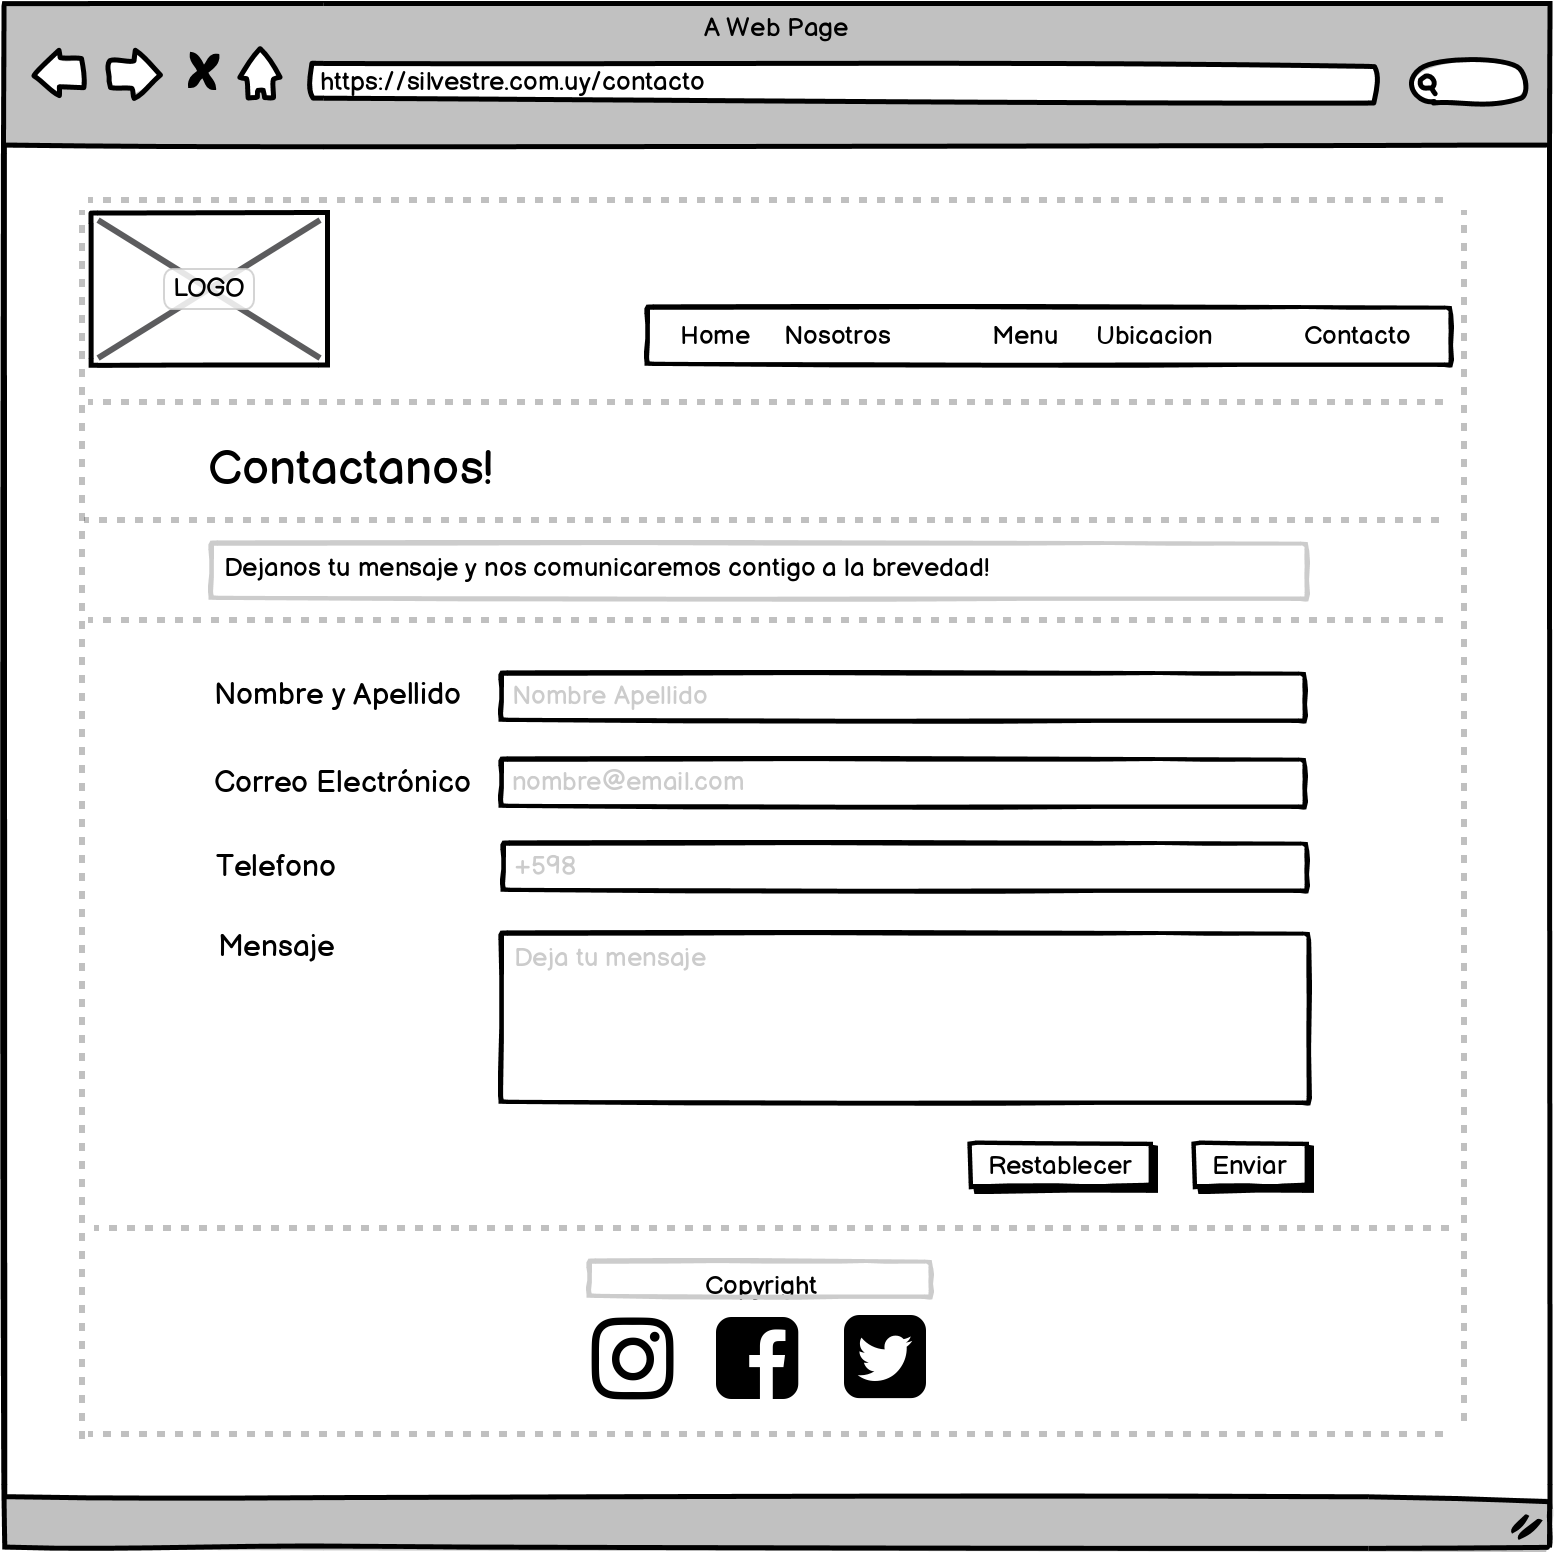 A Web Page
https://silvestre.com.uy/contacto
LOGO
Home Nosotros Menu Ubicacion Contacto
Contactanos!
Dejanos tu mensaje y nos comunicaremos contigo a la brevedad!
Nombre y Apellido Nombre Apellido
Correo Electrónico nombre@email.com
Telefono +598
Mensaje Deja tu mensaje
Restablecer Enviar
Copyright